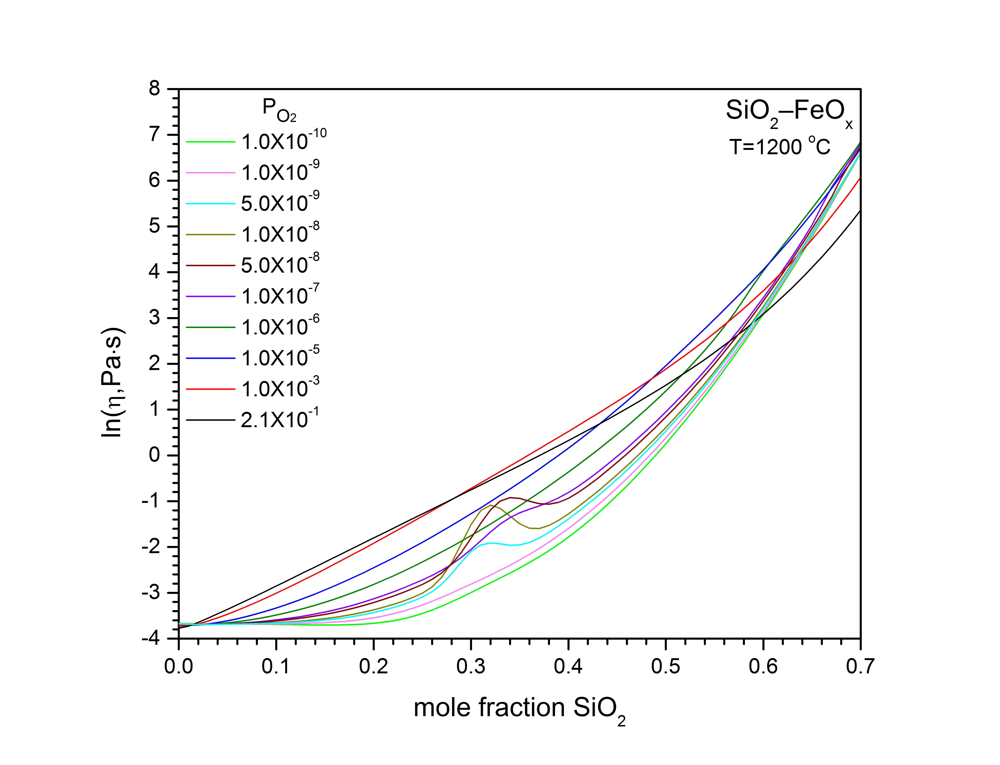 8
7
6
5
4
3
2
1
0
-1
-2
-3
-4
ln(η,Pa·s)
P_O2
1.0X10^-10
1.0X10^-9
5.0X10^-9
1.0X10^-8
5.0X10^-8
1.0X10^-7
1.0X10^-6
1.0X10^-5
1.0X10^-3
2.1X10^-1
SiO₂–FeOₓ
T=1200 °C
0.0 0.1 0.2 0.3 0.4 0.5 0.6 0.7
mole fraction SiO₂